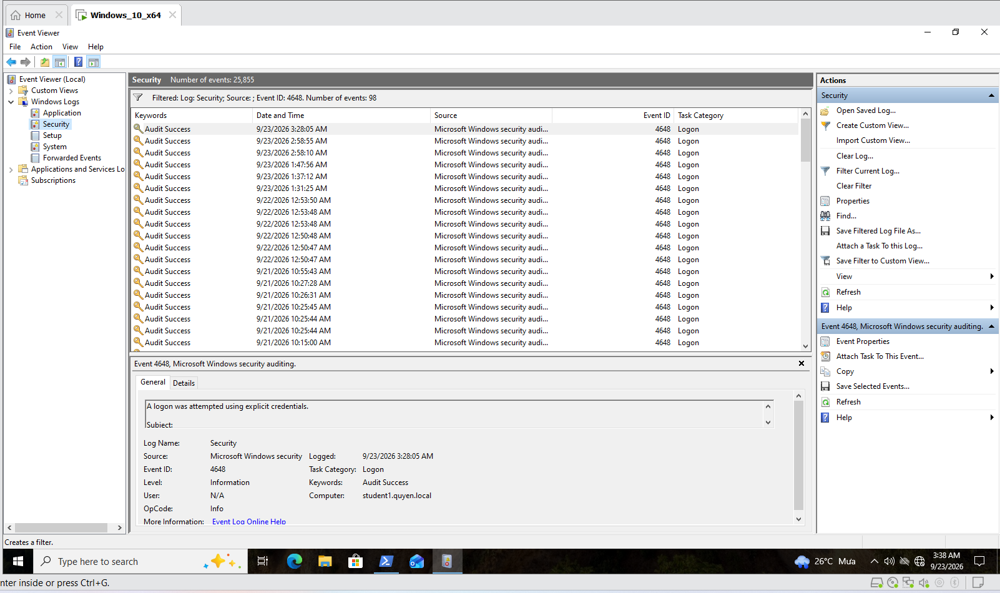 Home
Windows_10_x64
Event Viewer
File Action View Help
Event Viewer (Local)
Custom Views
Windows Logs
Application
Security
Setup
System
Forwarded Events
Applications and Services Lo
Subscriptions
Security Number of events: 25,855
Filtered: Log: Security; Source: ; Event ID: 4648. Number of events: 98
Keywords Date and Time Source Event ID Task Category
Audit Success 9/23/2026 3:28:05 AM Microsoft Windows security audi... 4648 Logon
Audit Success 9/23/2026 2:58:55 AM Microsoft Windows security audi... 4648 Logon
Audit Success 9/23/2026 2:58:10 AM Microsoft Windows security audi... 4648 Logon
Audit Success 9/23/2026 1:47:56 AM Microsoft Windows security audi... 4648 Logon
Audit Success 9/23/2026 1:37:12 AM Microsoft Windows security audi... 4648 Logon
Audit Success 9/23/2026 1:31:25 AM Microsoft Windows security audi... 4648 Logon
Audit Success 9/22/2026 12:53:50 AM Microsoft Windows security audi... 4648 Logon
Audit Success 9/22/2026 12:53:48 AM Microsoft Windows security audi... 4648 Logon
Audit Success 9/22/2026 12:53:48 AM Microsoft Windows security audi... 4648 Logon
Audit Success 9/22/2026 12:50:48 AM Microsoft Windows security audi... 4648 Logon
Audit Success 9/22/2026 12:50:47 AM Microsoft Windows security audi... 4648 Logon
Audit Success 9/22/2026 12:50:47 AM Microsoft Windows security audi... 4648 Logon
Audit Success 9/21/2026 10:55:43 AM Microsoft Windows security audi... 4648 Logon
Audit Success 9/21/2026 10:27:28 AM Microsoft Windows security audi... 4648 Logon
Audit Success 9/21/2026 10:26:31 AM Microsoft Windows security audi... 4648 Logon
Audit Success 9/21/2026 10:25:45 AM Microsoft Windows security audi... 4648 Logon
Audit Success 9/21/2026 10:25:44 AM Microsoft Windows security audi... 4648 Logon
Audit Success 9/21/2026 10:25:44 AM Microsoft Windows security audi... 4648 Logon
Audit Success 9/21/2026 10:15:00 AM Microsoft Windows security audi... 4648 Logon
Event 4648, Microsoft Windows security auditing.
General Details
A logon was attempted using explicit credentials.
Subject:
Log Name: Security
Source: Microsoft Windows security Logged: 9/23/2026 3:28:05 AM
Event ID: 4648 Task Category: Logon
Level: Information Keywords: Audit Success
User: N/A Computer: student1.quyen.local
OpCode: Info
More Information: Event Log Online Help
Actions
Security
Open Saved Log...
Create Custom View...
Import Custom View...
Clear Log...
Filter Current Log...
Clear Filter
Properties
Find...
Save Filtered Log File As...
Attach a Task To this Log...
Save Filter to Custom View...
View
Refresh
Help
Event 4648, Microsoft Windows security auditing.
Event Properties
Attach Task To This Event...
Copy
Save Selected Events...
Refresh
Help
Creates a filter.
Type here to search
26°C Mưa
3:38 AM
9/23/2026
nter inside or press Ctrl+G.